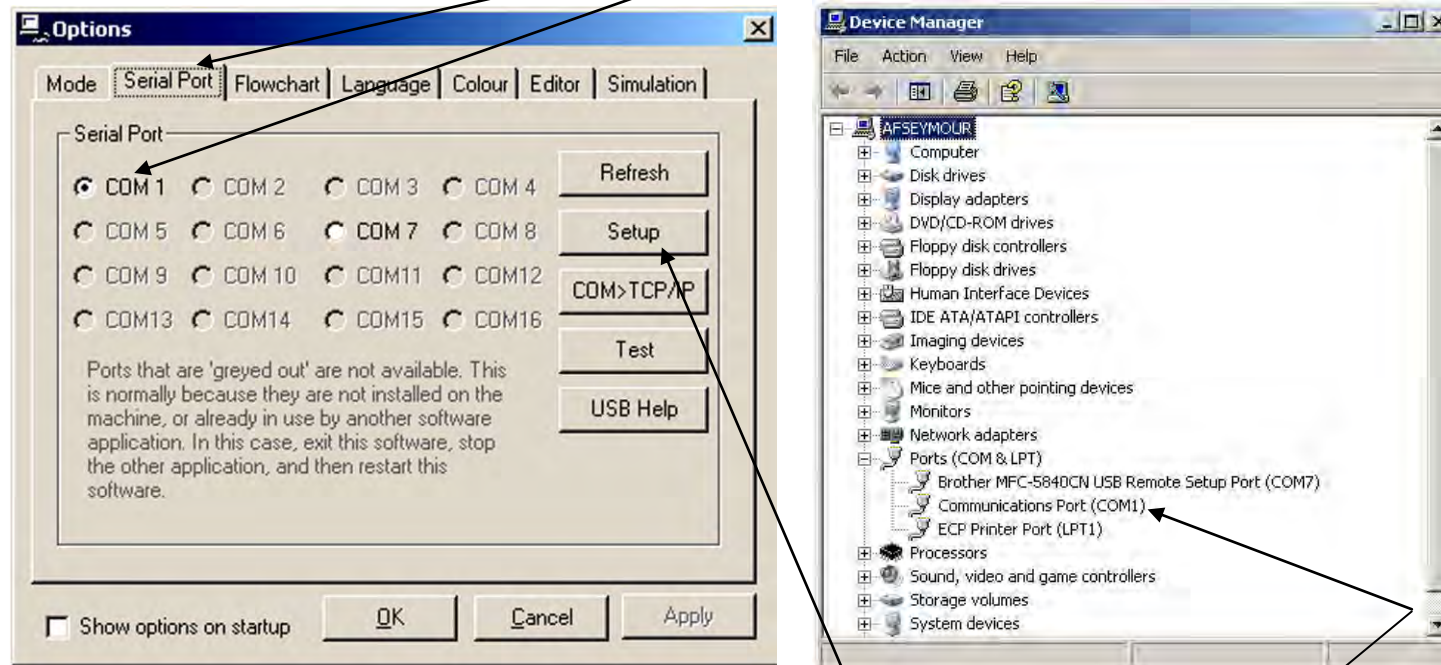 Options
Mode Serial Port Flowchart Language Colour Editor Simulation
Serial Port
COM 1 COM 2 COM 3 COM 4
COM 5 COM 6 COM 7 COM 8
COM 9 COM 10 COM11 COM12
COM13 COM14 COM15 COM16
Refresh
Setup
COM>TCP/IP
Test
USB Help
Ports that are 'greyed out' are not available. This
is normally because they are not installed on the
machine, or already in use by another software
application. In this case, exit this software, stop
the other application, and then restart this
software.
Show options on startup
OK Cancel Apply
Device Manager
File Action View Help
AFSEYMOUR
Computer
Disk drives
Display adapters
DVD/CD-ROM drives
Floppy disk controllers
Floppy disk drives
Human Interface Devices
IDE ATA/ATAPI controllers
Imaging devices
Keyboards
Mice and other pointing devices
Monitors
Network adapters
Ports (COM & LPT)
Brother MFC-5840CN USB Remote Setup Port (COM7)
Communications Port (COM1)
ECP Printer Port (LPT1)
Processors
Sound, video and game controllers
Storage volumes
System devices